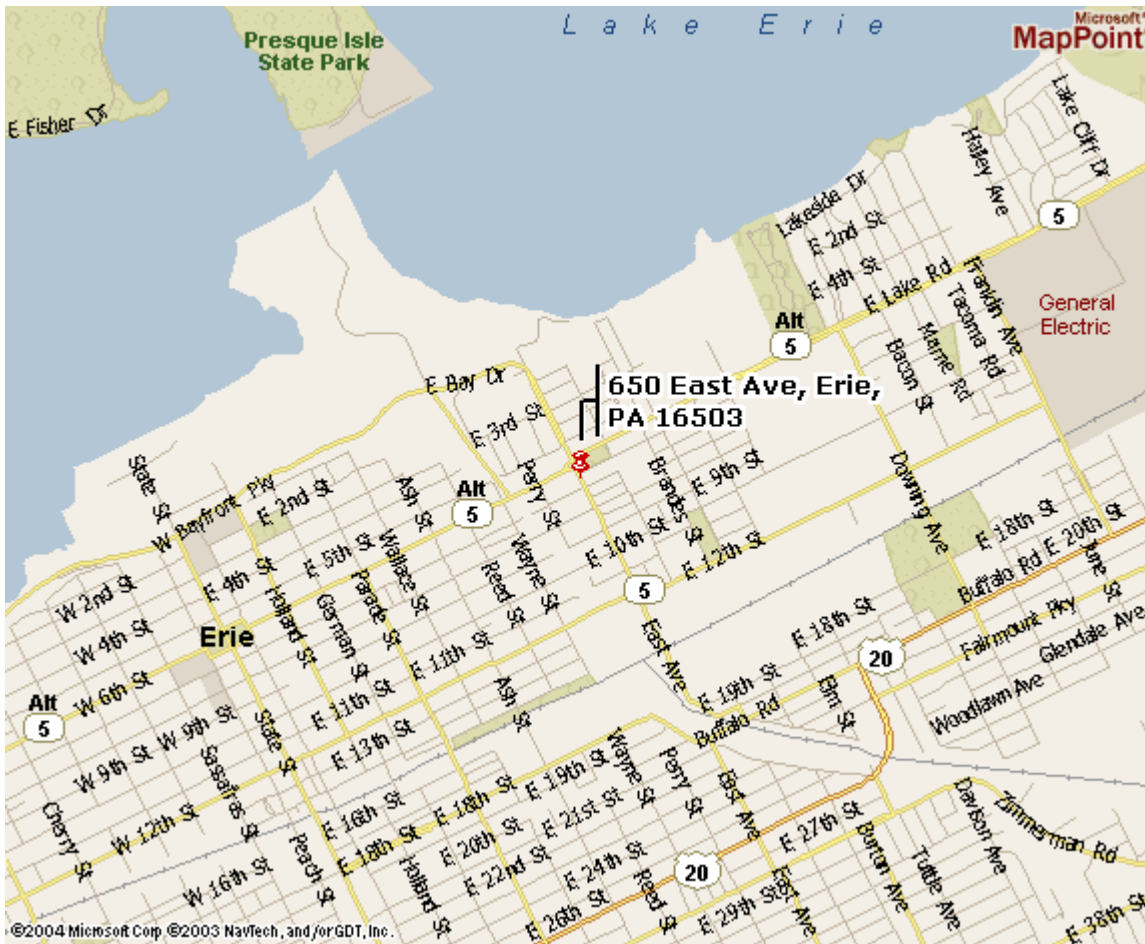 Lake Erie
Microsoft®
MapPoint®
Presque Isle
State Park
E Fisher Dr
Lake Cliff Dr
Halley Ave
Lakeside Dr
E 2nd St
E 4th St
5
E Lake Rd
Franklin Ave
Tacoma Rd
Marne Rd
Bacon St
General
Electric
Alt
5
E Bay Dr
650 East Ave, Erie,
PA 16503
E 3rd St
Perry St
Brandes St
E 9th St
Downing Ave
State St
W Bayfront Pky
E 2nd St
Ash St
Alt
5
E 10th St
E 12th St
E 18th St
E 20th St
June St
E 5th St
Wallace St
Wayne St
Reed St
W 2nd St
E 4th St
Holland St
German St
Parade St
5
Buffalo Rd
W 4th St
Erie
E 11th St
East Ave
E 18th St
Fairmount Pky
Glendale Ave
20
W 6th St
Alt
5
W 9th St
E 11th St
Ash St
E 19th St
Elm St
Woodlawn Ave
Buffalo Rd
W 9th St
Sassafras St
State St
E 13th St
Wayne St
Perry St
E 19th St
East Ave
Cherry St
W 12th St
E 16th St
E 18th St
E 21st St
E 27th St
Davison Ave
Zimmerman Rd
Peach St
E 18th St
E 20th St
20
W 16th St
Holland St
E 22nd St
E 24th St
Reed St
East Ave
Burton Ave
Tuttle Ave
E 26th St
E 29th St
E 38th St
©2004 Microsoft Corp ©2003 NavTech, and/or GDT, Inc.